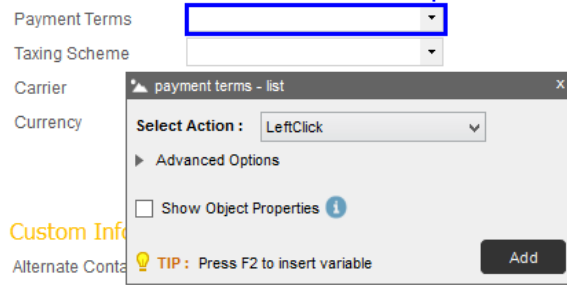 Payment Terms
Taxing Scheme
Carrier
payment terms - list x
Currency
Select Action : LeftClick
Advanced Options
Show Object Properties i
Custom Info
Alternate Conta
TIP : Press F2 to insert variable
Add